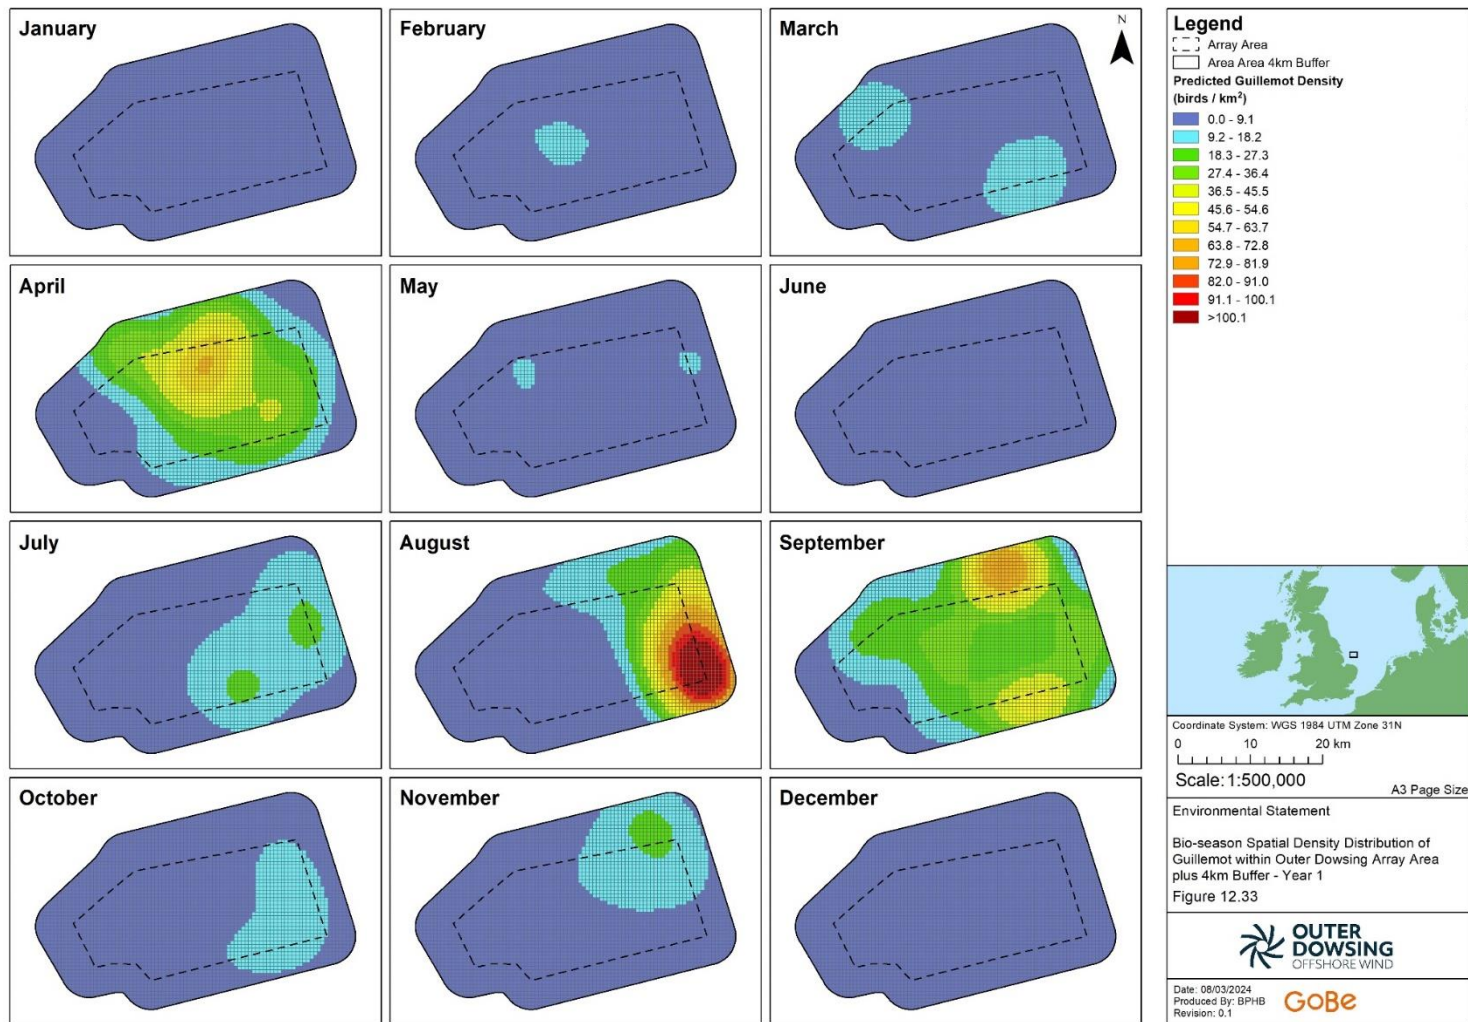 January
February
March
N
April
May
June
July
August
September
October
November
December
Legend
Array Area
Area Area 4km Buffer
Predicted Guillemot Density
(birds / km²)
0.0 - 9.1
9.2 - 18.2
18.3 - 27.3
27.4 - 36.4
36.5 - 45.5
45.6 - 54.6
54.7 - 63.7
63.8 - 72.8
72.9 - 81.9
82.0 - 91.0
91.1 - 100.1
>100.1
Coordinate System: WGS 1984 UTM Zone 31N
0 10 20 km
Scale: 1:500,000
A3 Page Size
Environmental Statement
Bio-season Spatial Density Distribution of
Guillemot within Outer Dowsing Array Area
plus 4km Buffer - Year 1
Figure 12.33
OUTER
DOWSING
OFFSHORE WIND
Date: 08/03/2024
Produced By: BPHB
Revision: 0.1
GoBe